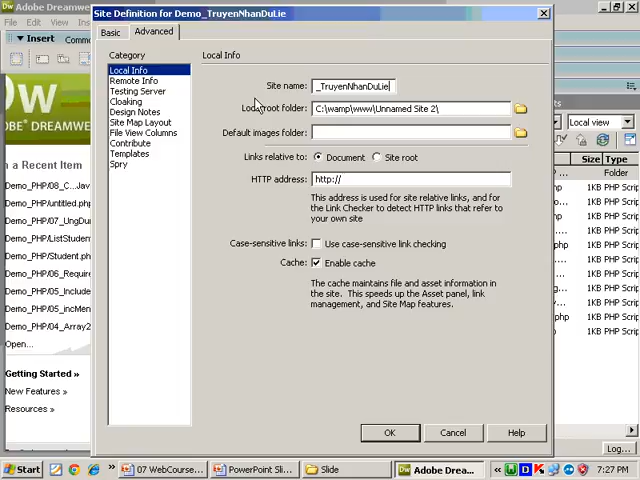 Adobe Dreamw
Site Definition for Demo_TruyenNhanDuLie
File Edit
Basic Advanced
Insert
Category
Local Info
Remote Info
Testing Server
Cloaking
Design Notes
Site Map Layout
File View Columns
Contribute
Templates
Spry
Local Info
Site name: _TruyenNhanDuLie
Local root folder: C:\wamp\www\Unnamed Site 2\
Default images folder:
Links relative to: Document Site root
HTTP address: http://
This address is used for site relative links, and for
the Link Checker to detect HTTP links that refer to
your own site
Case-sensitive links: Use case-sensitive link checking
Cache: Enable cache
The cache maintains file and asset information in
the site. This speeds up the Asset panel, link
management, and Site Map features.
OK Cancel Help
Dw
DOBE® DREAMW
a Recent Item
Demo_PHP/08_C...Jav
Demo_PHP/untitled.php
Demo_PHP/07_UngDu
Demo_PHP/ListStudent
Demo_PHP/Student.ph
Demo_PHP/06_Require
Demo_PHP/05_Include
Demo_PHP/05_incMen
Demo_PHP/04_Array2
Open...
Getting Started »
New Features »
Resources »
ts
Local view
Size Type
Folder
1KB PHP Scrip
1KB PHP Scrip
1KB PHP Scrip
1KB PHP Scrip
1KB PHP Scrip
1KB PHP Scrip
1KB PHP Scrip
1KB PHP Scrip
1KB PHP Scrip
1KB PHP Scrip
Log...
Start 07 WebCourse... PowerPoint Sli... Slide Adobe Drea... 7:27 PM